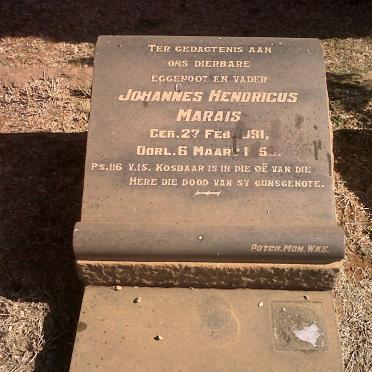 TER GEDAGTENIS AAN
ONS DIERBARE
EGGENOOT EN VADER
JOHANNES HENDRICUS
MARAIS
GEB. 27 FEB.
OORL. 6 MAART
PS.116 V.15. KOSBAAR IS IN DIE OË VAN DIE
HERE DIE DOOD VAN SY GUNSGENOTE.
POTCH. MON. WKS.